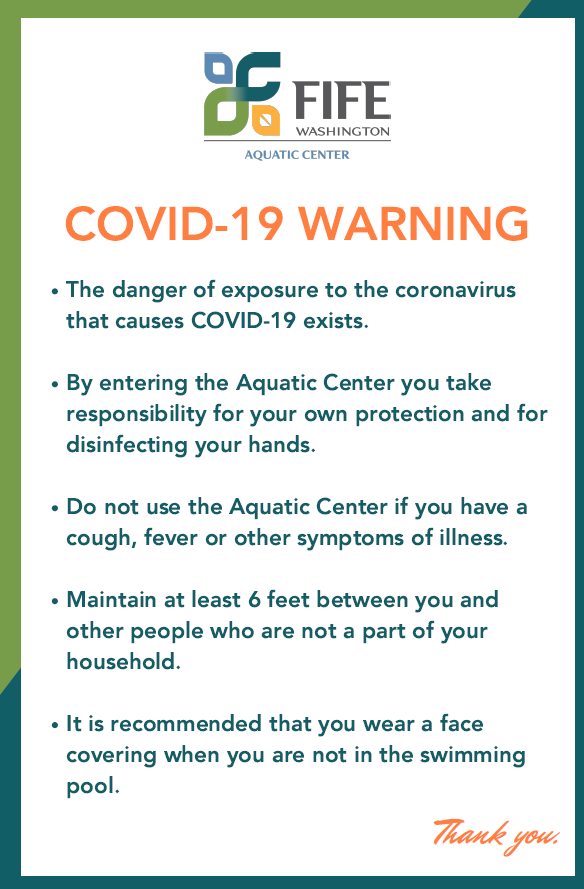 FIFE
WASHINGTON
AQUATIC CENTER
COVID-19 WARNING
• The danger of exposure to the coronavirus
that causes COVID-19 exists.
• By entering the Aquatic Center you take
responsibility for your own protection and for
disinfecting your hands.
• Do not use the Aquatic Center if you have a
cough, fever or other symptoms of illness.
• Maintain at least 6 feet between you and
other people who are not a part of your
household.
• It is recommended that you wear a face
covering when you are not in the swimming
pool.
Thank you.